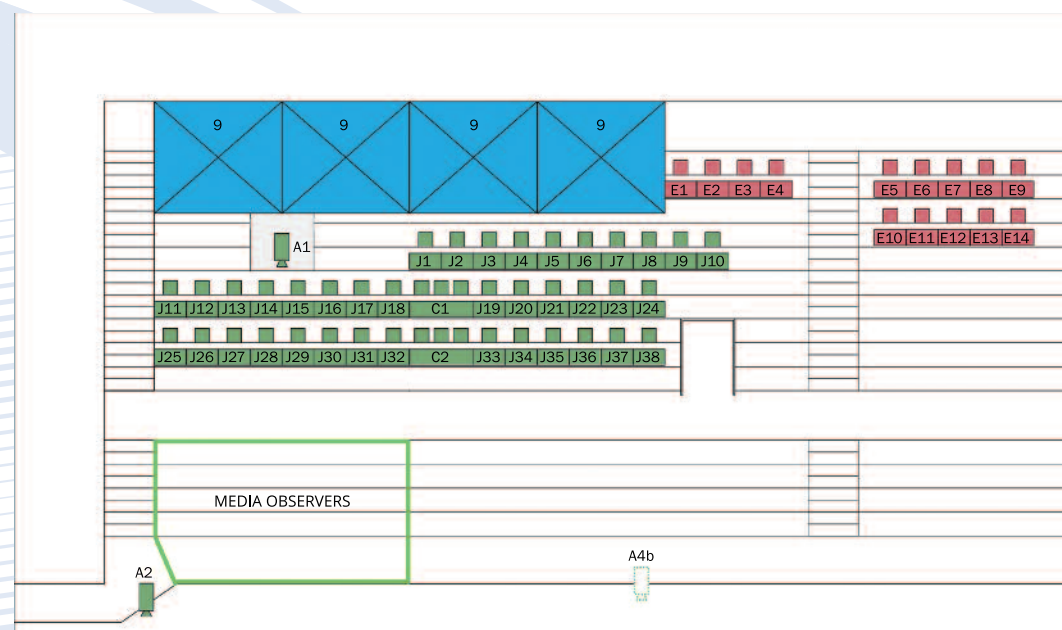 9 9 9 9
E1 E2 E3 E4 E5 E6 E7 E8 E9
E10 E11 E12 E13 E14
A1
J1 J2 J3 J4 J5 J6 J7 J8 J9 J10
J11 J12 J13 J14 J15 J16 J17 J18 C1 J19 J20 J21 J22 J23 J24
J25 J26 J27 J28 J29 J30 J31 J32 C2 J33 J34 J35 J36 J37 J38
MEDIA OBSERVERS
A4b
A2